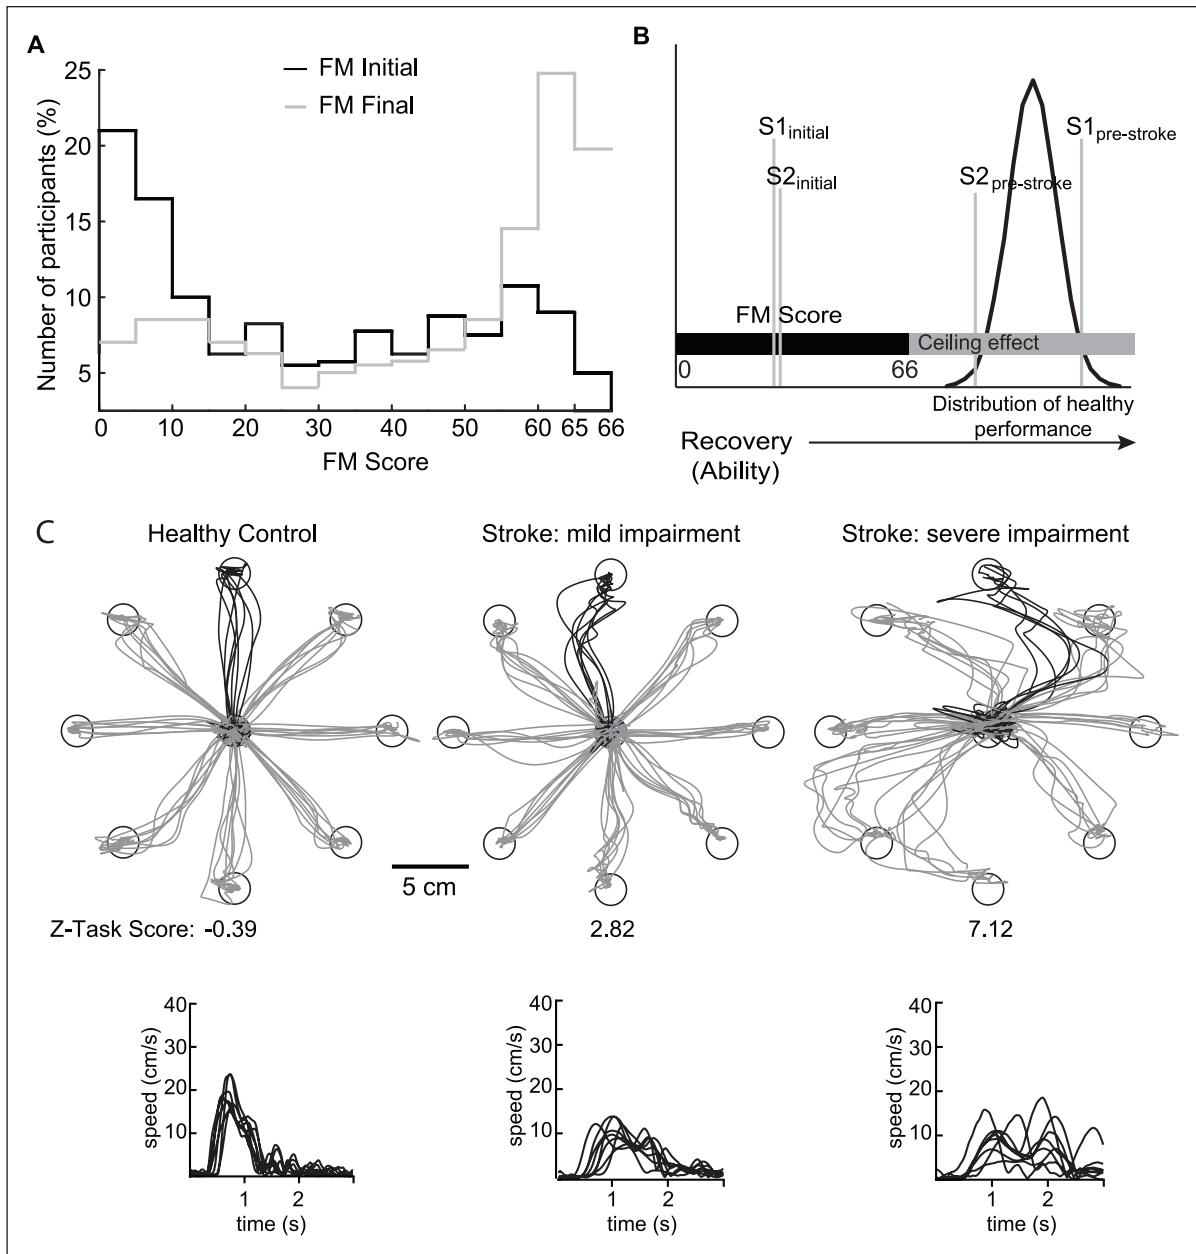 A
FM Initial
FM Final
Number of participants (%)
25
20
15
10
5
0 10 20 30 40 50 60 65 66
FM Score
B
S1initial
S2initial
S1pre-stroke
S2pre-stroke
FM Score
Ceiling effect
0 66
Distribution of healthy
performance
Recovery
(Ability)
C
Healthy Control
Stroke: mild impairment
Stroke: severe impairment
5 cm
Z-Task Score: -0.39
2.82
7.12
speed (cm/s)
40
30
20
10
1 2
time (s)
speed (cm/s)
40
30
20
10
1 2
time (s)
speed (cm/s)
40
30
20
10
1 2
time (s)